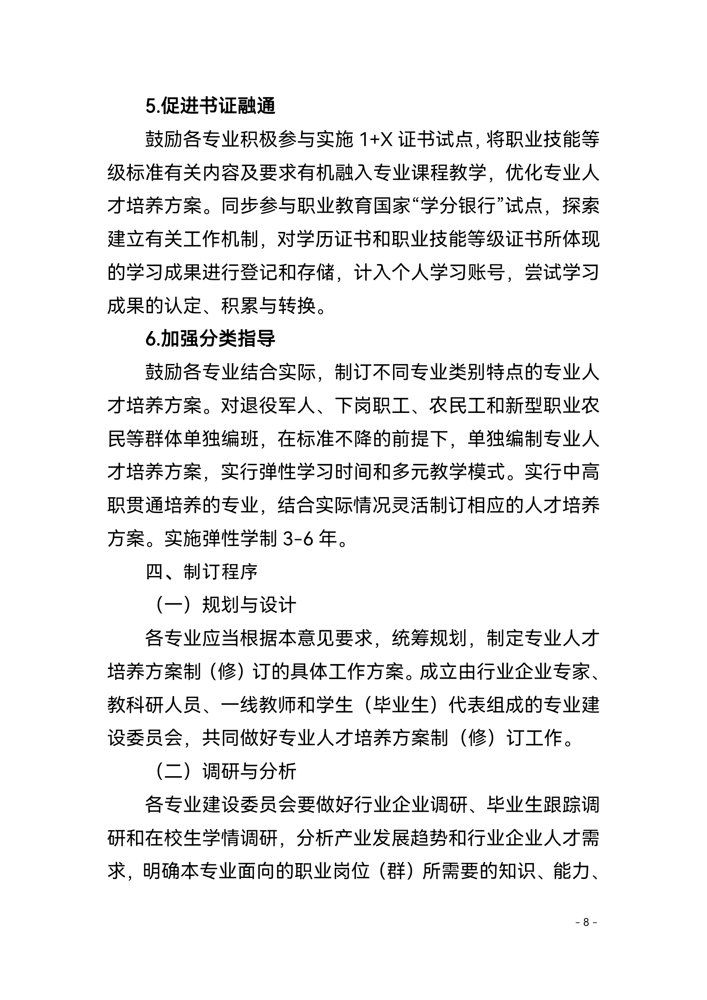 5.促进书证融通
鼓励各专业积极参与实施 1+X 证书试点，将职业技能等
级标准有关内容及要求有机融入专业课程教学，优化专业人
才培养方案。同步参与职业教育国家“学分银行”试点，探索
建立有关工作机制，对学历证书和职业技能等级证书所体现
的学习成果进行登记和存储，计入个人学习账号，尝试学习
成果的认定、积累与转换。
6.加强分类指导
鼓励各专业结合实际，制订不同专业类别特点的专业人
才培养方案。对退役军人、下岗职工、农民工和新型职业农
民等群体单独编班，在标准不降的前提下，单独编制专业人
才培养方案，实行弹性学习时间和多元教学模式。实行中高
职贯通培养的专业，结合实际情况灵活制订相应的人才培养
方案。实施弹性学制 3-6 年。
四、制订程序
（一）规划与设计
各专业应当根据本意见要求，统筹规划，制定专业人才
培养方案制（修）订的具体工作方案。成立由行业企业专家、
教科研人员、一线教师和学生（毕业生）代表组成的专业建
设委员会，共同做好专业人才培养方案制（修）订工作。
（二）调研与分析
各专业建设委员会要做好行业企业调研、毕业生跟踪调
研和在校生学情调研，分析产业发展趋势和行业企业人才需
求，明确本专业面向的职业岗位（群）所需要的知识、能力、
- 8 -